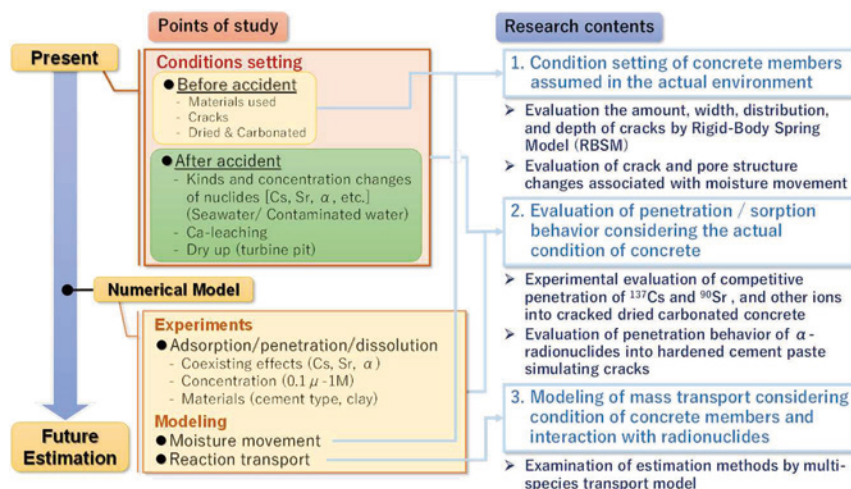 Points of study
Research contents
Present
Conditions setting
● Before accident
- Materials used
- Cracks
- Dried & Carbonated
● After accident
- Kinds and concentration changes
of nuclides [Cs, Sr, α, etc.]
(Seawater/ Contaminated water)
- Ca-leaching
- Dry up (turbine pit)
Numerical Model
Experiments
● Adsorption/penetration/dissolution
- Coexisting effects (Cs, Sr, α)
- Concentration (0.1 μ-1M)
- Materials (cement type, clay)
Modeling
● Moisture movement
● Reaction transport
Future
Estimation
1. Condition setting of concrete members
assumed in the actual environment
➢ Evaluation the amount, width, distribution,
and depth of cracks by Rigid-Body Spring
Model (RBSM)
➢ Evaluation of crack and pore structure
changes associated with moisture movement
2. Evaluation of penetration / sorption
behavior considering the actual
condition of concrete
➢ Experimental evaluation of competitive
penetration of ¹³⁷Cs and ⁹⁰Sr, and other ions
into cracked dried carbonated concrete
➢ Evaluation of penetration behavior of α-
radionuclides into hardened cement paste
simulating cracks
3. Modeling of mass transport considering
condition of concrete members and
interaction with radionuclides
➢ Examination of estimation methods by multi-
species transport model